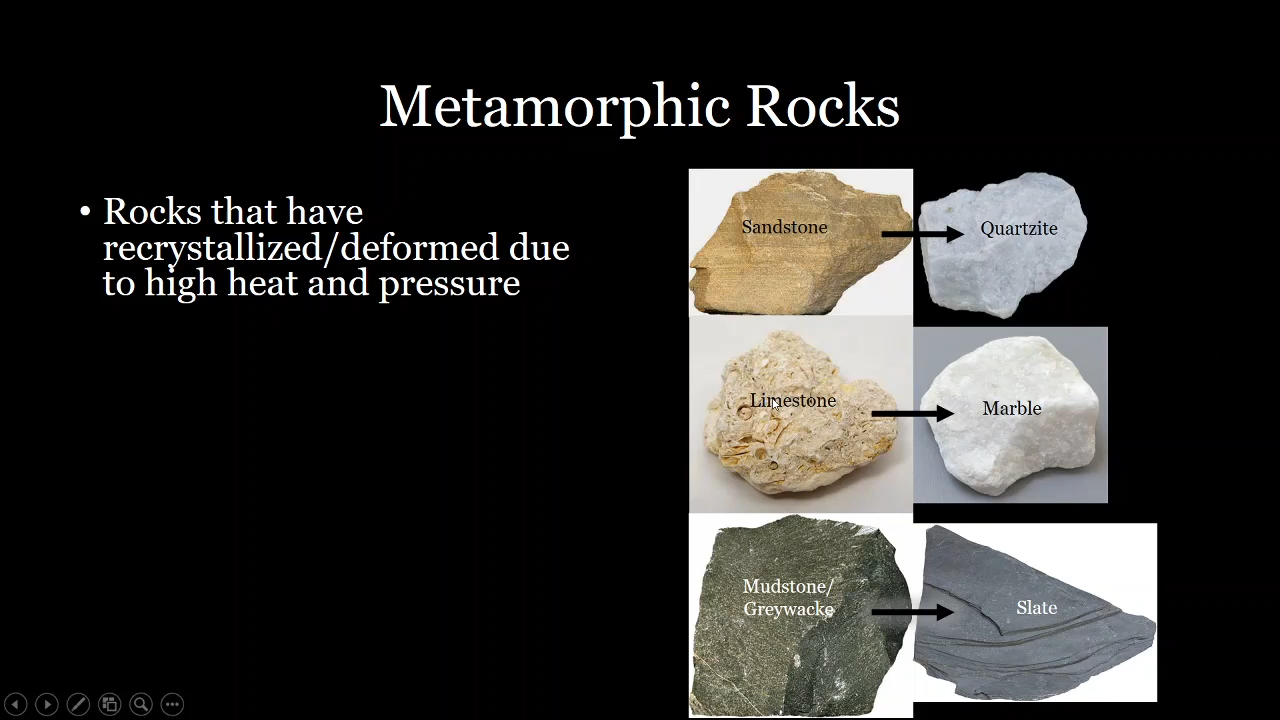 Metamorphic Rocks
• Rocks that have
recrystallized/deformed due
to high heat and pressure
Sandstone
Quartzite
Limestone
Marble
Mudstone/
Greywacke
Slate